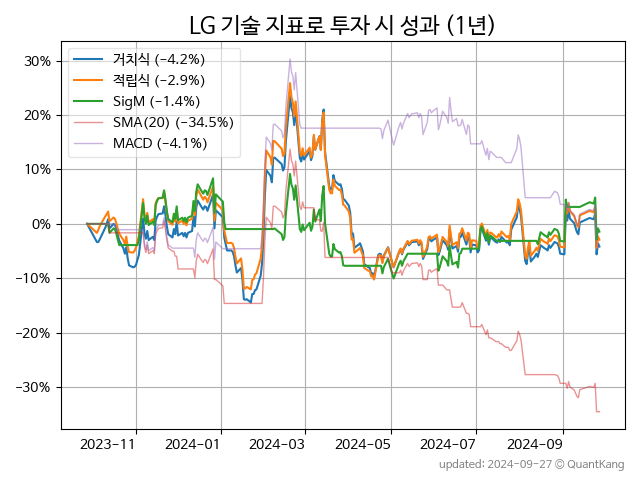 LG 기술 지표로 투자 시 성과 (1년)
거치식 (−4.2%)
적립식 (−2.9%)
SigM (−1.4%)
SMA(20) (−34.5%)
MACD (−4.1%)
30%
20%
10%
0%
−10%
−20%
−30%
2023-11 2024-01 2024-03 2024-05 2024-07 2024-09
updated: 2024-09-27 © QuantKang